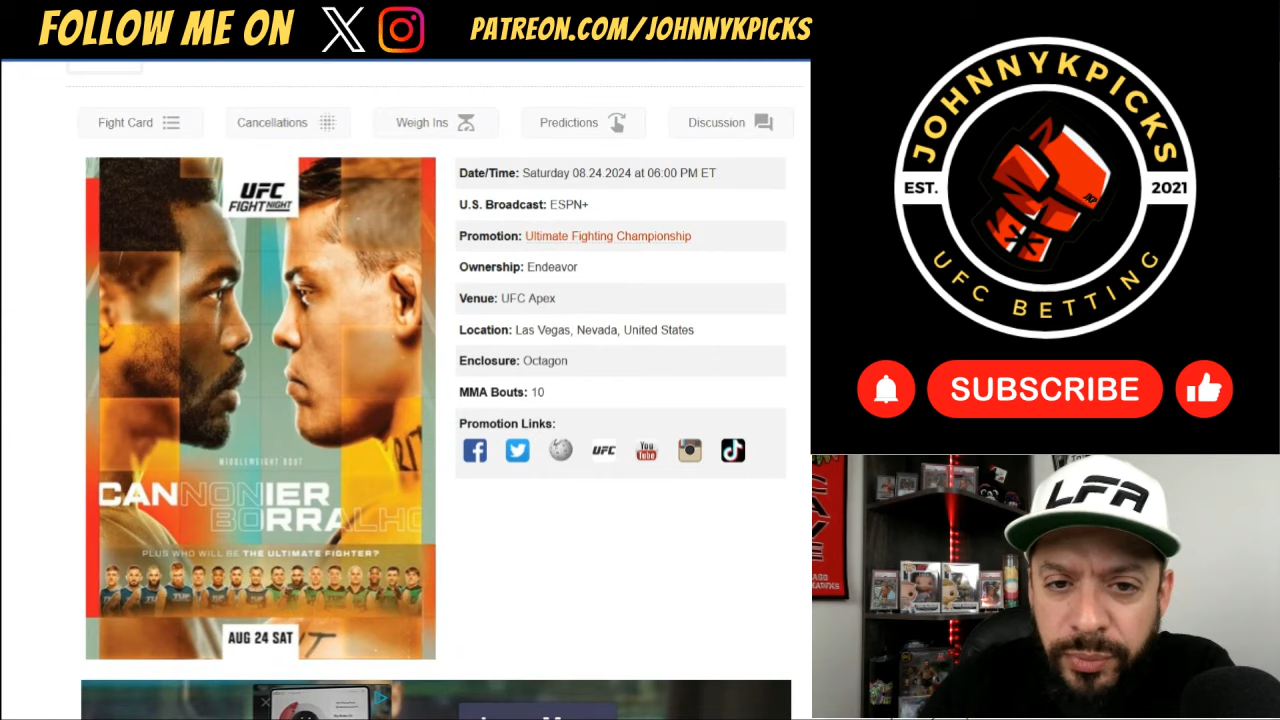 FOLLOW ME ON
PATREON.COM/JOHNNYKPICKS
Fight Card
Cancellations
Weigh Ins
Predictions
Discussion
UFC
FIGHT NIGHT
MIDDLEWEIGHT BOUT
CANNONIER
BORRALHO
PLUS WHO WILL BE THE ULTIMATE FIGHTER?
AUG 24 SAT
Date/Time: Saturday 08.24.2024 at 06:00 PM ET
U.S. Broadcast: ESPN+
Promotion: Ultimate Fighting Championship
Ownership: Endeavor
Venue: UFC Apex
Location: Las Vegas, Nevada, United States
Enclosure: Octagon
MMA Bouts: 10
Promotion Links:
UFC
You
Tube
JOHNNYKPICKS
EST.
2021
JKP
UFC BETTING
SUBSCRIBE
LFA